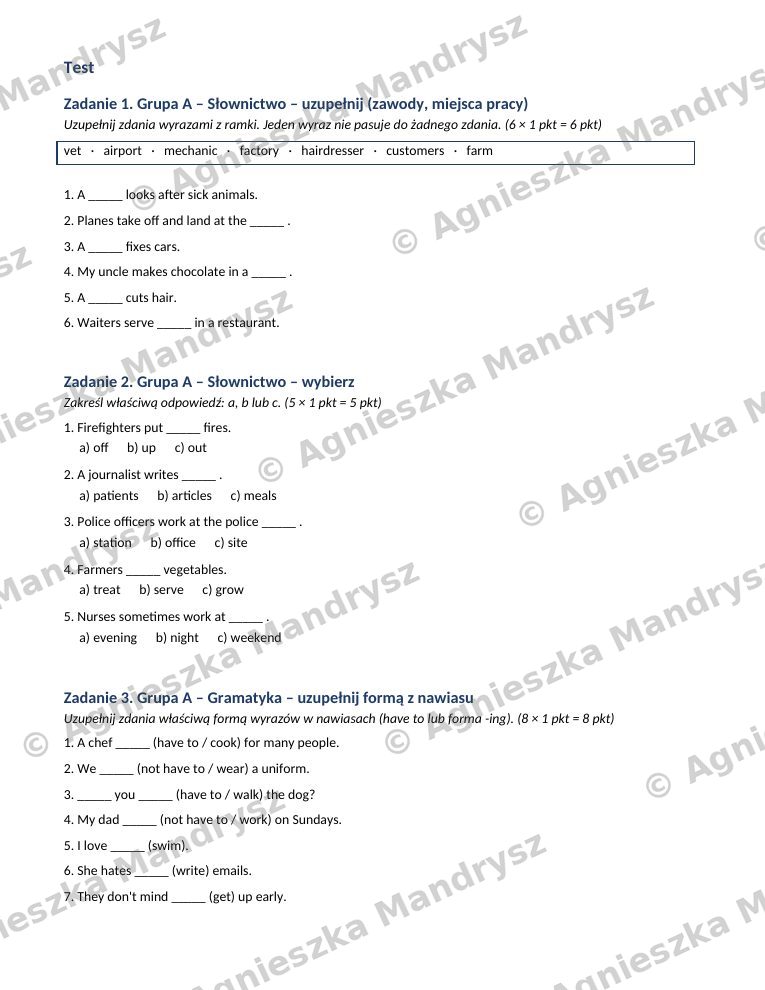 Test
Zadanie 1. Grupa A – Słownictwo – uzupełnij (zawody, miejsca pracy)
Uzupełnij zdania wyrazami z ramki. Jeden wyraz nie pasuje do żadnego zdania. (6 × 1 pkt = 6 pkt)
vet · airport · mechanic · factory · hairdresser · customers · farm
1. A _____ looks after sick animals.
2. Planes take off and land at the _____ .
3. A _____ fixes cars.
4. My uncle makes chocolate in a _____ .
5. A _____ cuts hair.
6. Waiters serve _____ in a restaurant.
Zadanie 2. Grupa A – Słownictwo – wybierz
Zakreśl właściwą odpowiedź: a, b lub c. (5 × 1 pkt = 5 pkt)
1. Firefighters put _____ fires.
a) off b) up c) out
2. A journalist writes _____ .
a) patients b) articles c) meals
3. Police officers work at the police _____ .
a) station b) office c) site
4. Farmers _____ vegetables.
a) treat b) serve c) grow
5. Nurses sometimes work at _____ .
a) evening b) night c) weekend
Zadanie 3. Grupa A – Gramatyka – uzupełnij formą z nawiasu
Uzupełnij zdania właściwą formą wyrazów w nawiasach (have to lub forma -ing). (8 × 1 pkt = 8 pkt)
1. A chef _____ (have to / cook) for many people.
2. We _____ (not have to / wear) a uniform.
3. _____ you _____ (have to / walk) the dog?
4. My dad _____ (not have to / work) on Sundays.
5. I love _____ (swim).
6. She hates _____ (write) emails.
7. They don't mind _____ (get) up early.
© Agnieszka Mandrysz